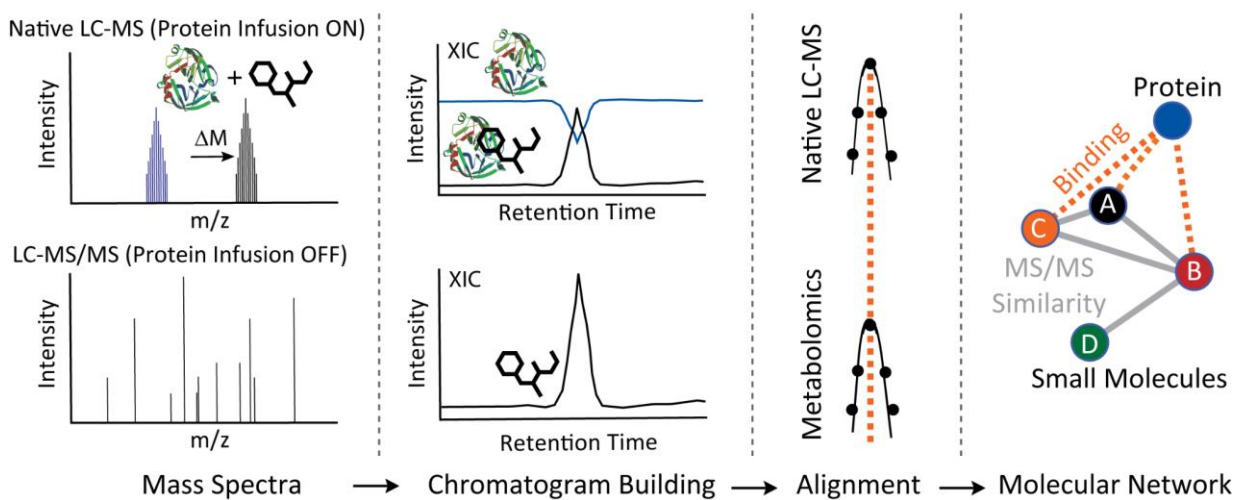 Native LC-MS (Protein Infusion ON)
Intensity
+
ΔM
m/z
LC-MS/MS (Protein Infusion OFF)
Intensity
m/z
Mass Spectra
XIC
Intensity
Retention Time
XIC
Intensity
Retention Time
Chromatogram Building
Native LC-MS
Metabolomics
Alignment
Protein
Binding
A
C
B
MS/MS
Similarity
D
Small Molecules
Molecular Network